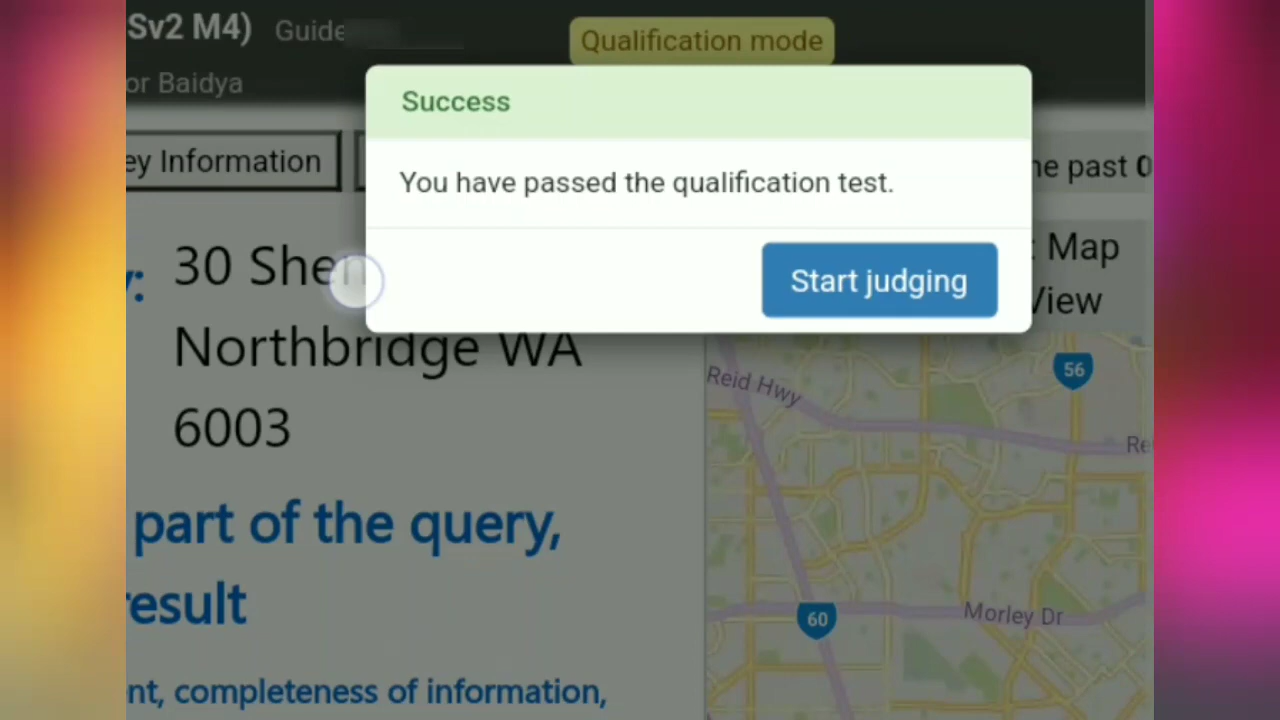 Sv2 M4) Guide
Qualification mode
or Baidya
Success
ey Information
You have passed the qualification test.
he past 0
Start judging
y: 30 Shen
Northbridge WA
6003
Map
View
part of the query,
result
nt, completeness of information,
56
Reid Hwy
Re
60
Morley Dr